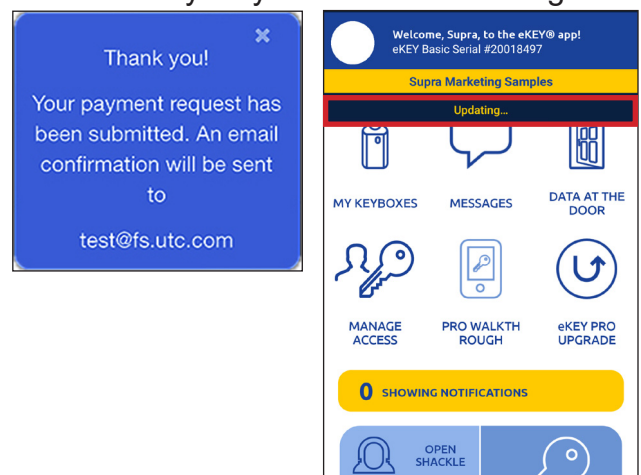 Thank you!
Your payment request has
been submitted. An email
confirmation will be sent
to
test@fs.utc.com
Welcome, Supra, to the eKEY® app!
eKEY Basic Serial #20018497
Supra Marketing Samples
Updating...
MY KEYBOXES
MESSAGES
DATA AT THE
DOOR
MANAGE
ACCESS
PRO WALKTH
ROUGH
eKEY PRO
UPGRADE
0 SHOWING NOTIFICATIONS
OPEN
SHACKLE